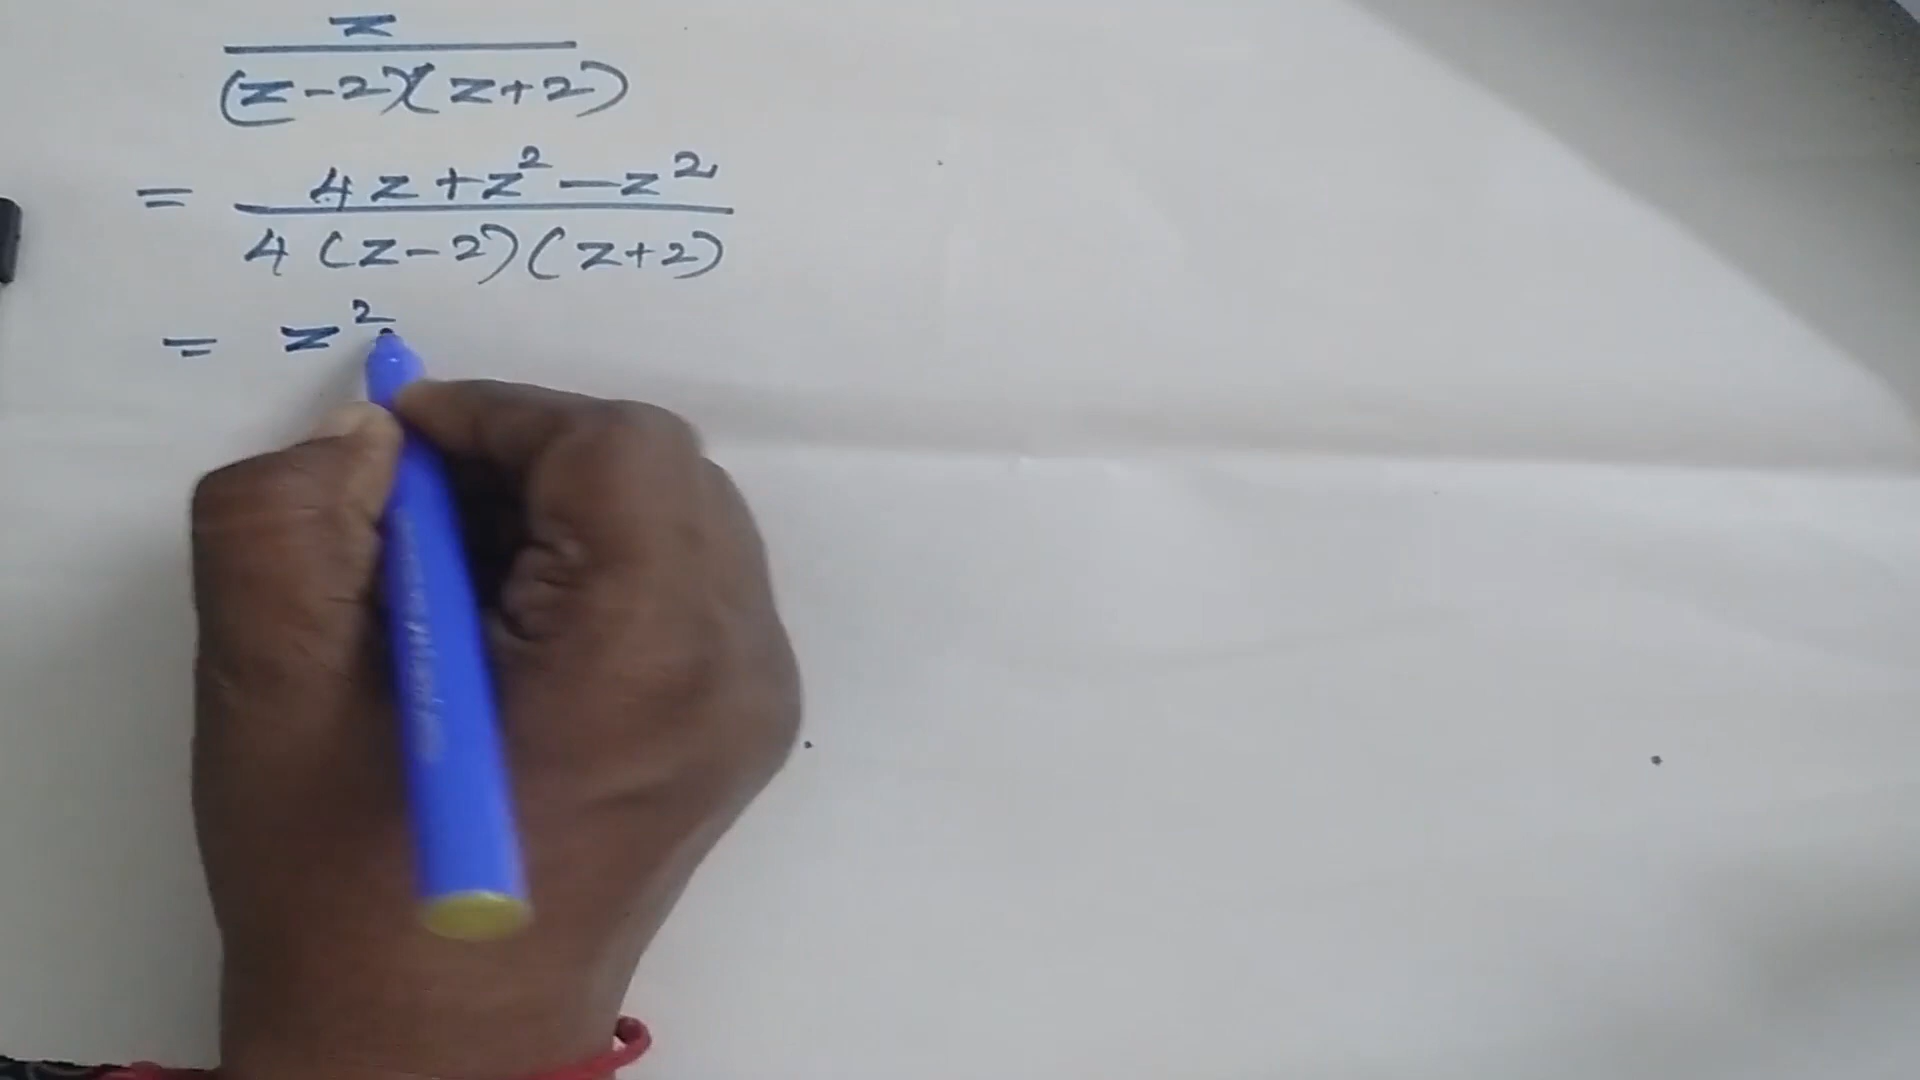 z
(z-2)(z+2)
= 4z+z²-z²
4(z-2)(z+2)
= z²